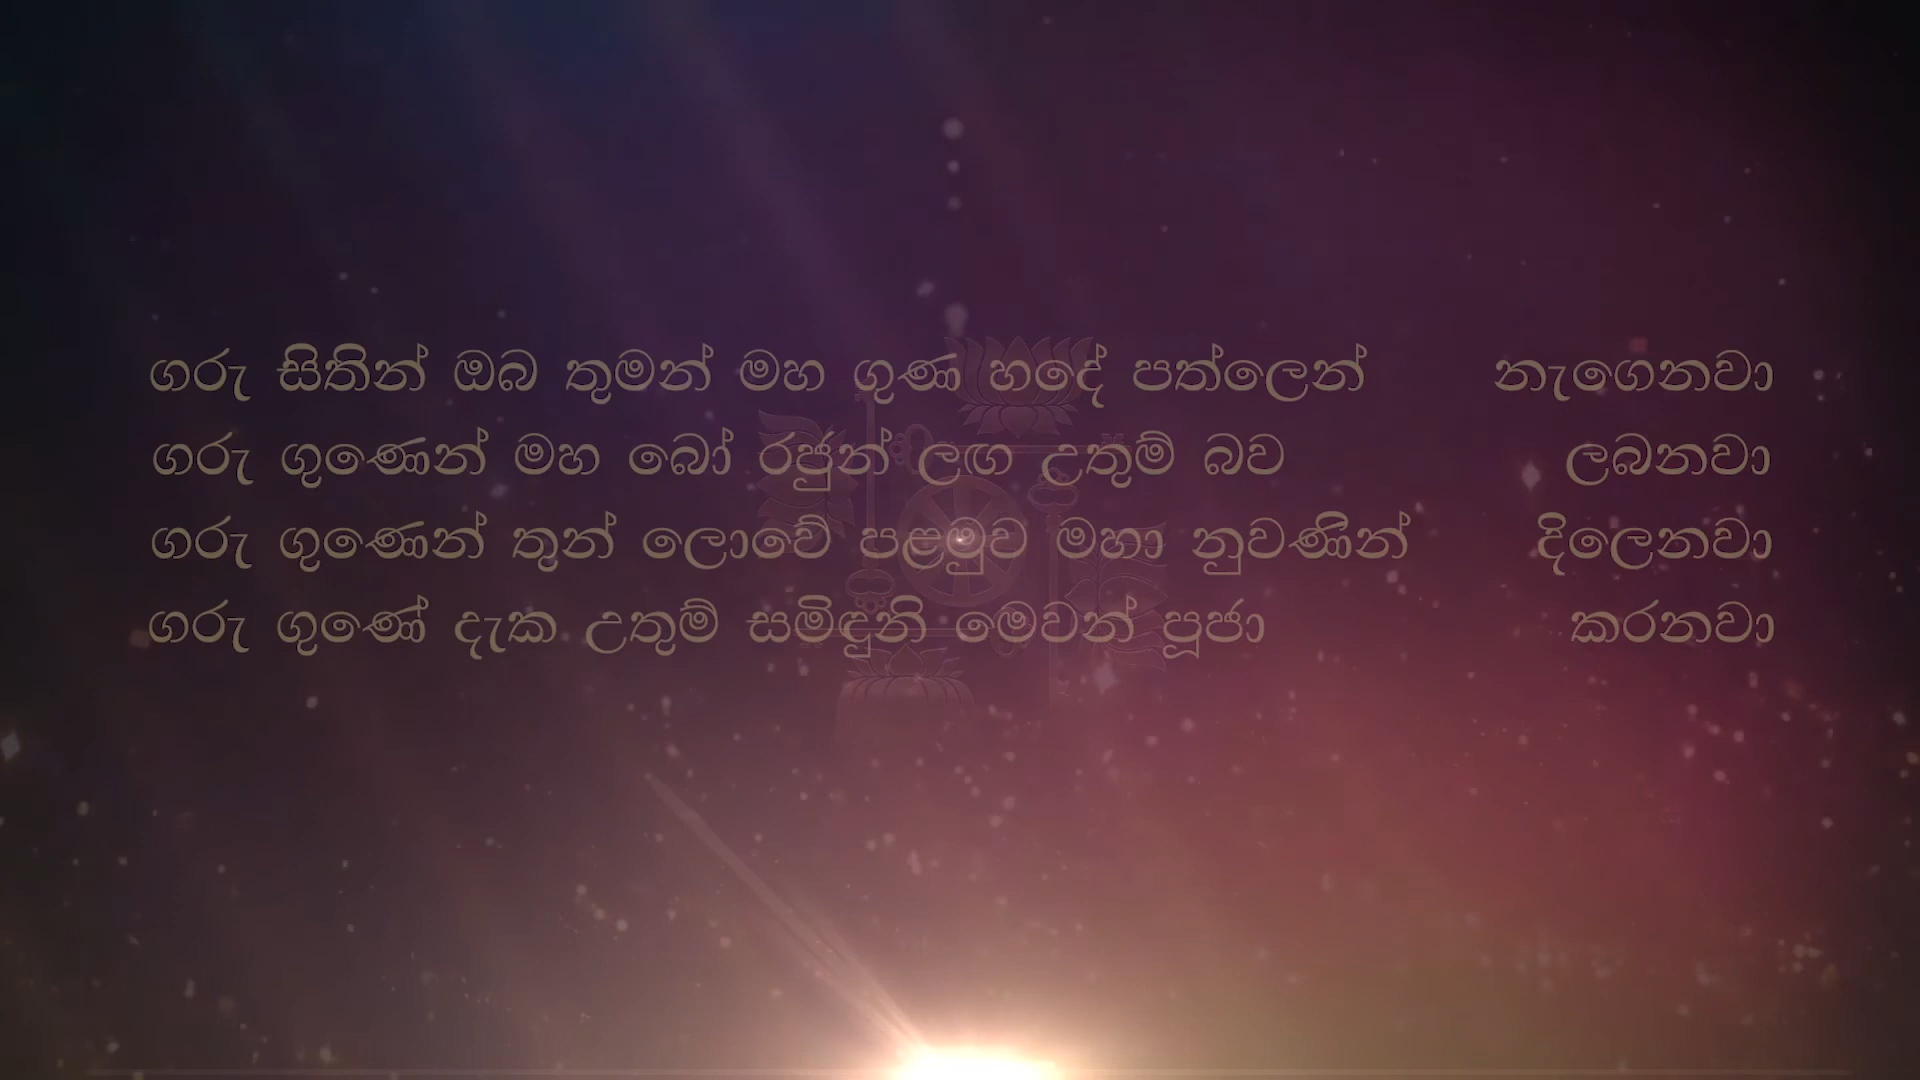 ගරු සිතින් ඔබ තුමන් මහ ගුණ හදේ පත්ලෙන් නැගෙනවා
ගරු ගුණෙන් මහ බෝ රජුන් ලඟ උතුම් බව ලබනවා
ගරු ගුණෙන් තුන් ලොවේ පළමුව මහා නුවණින් දිලෙනවා
ගරු ගුණේ දැක උතුම් සමිඳුනි මෙවන් පූජා කරනවා